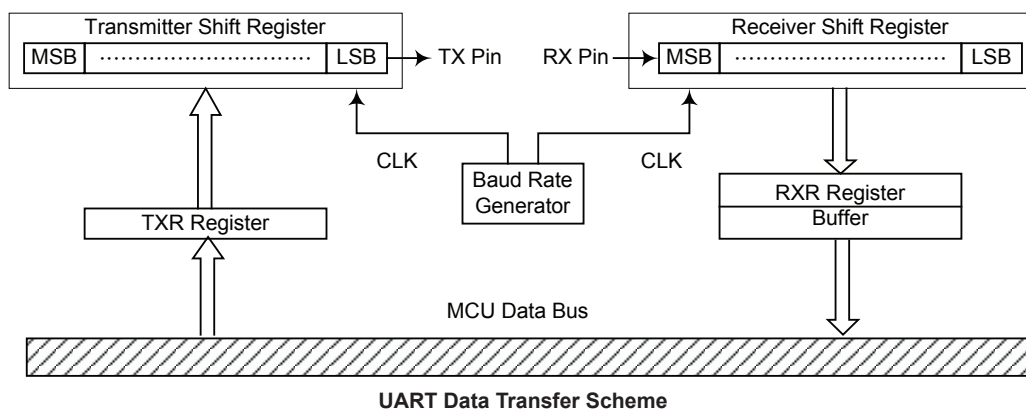 Transmitter Shift Register
MSB ................................ LSB
TX Pin
RX Pin
Receiver Shift Register
MSB ................................ LSB
CLK
CLK
Baud Rate
Generator
TXR Register
RXR Register
Buffer
MCU Data Bus
UART Data Transfer Scheme